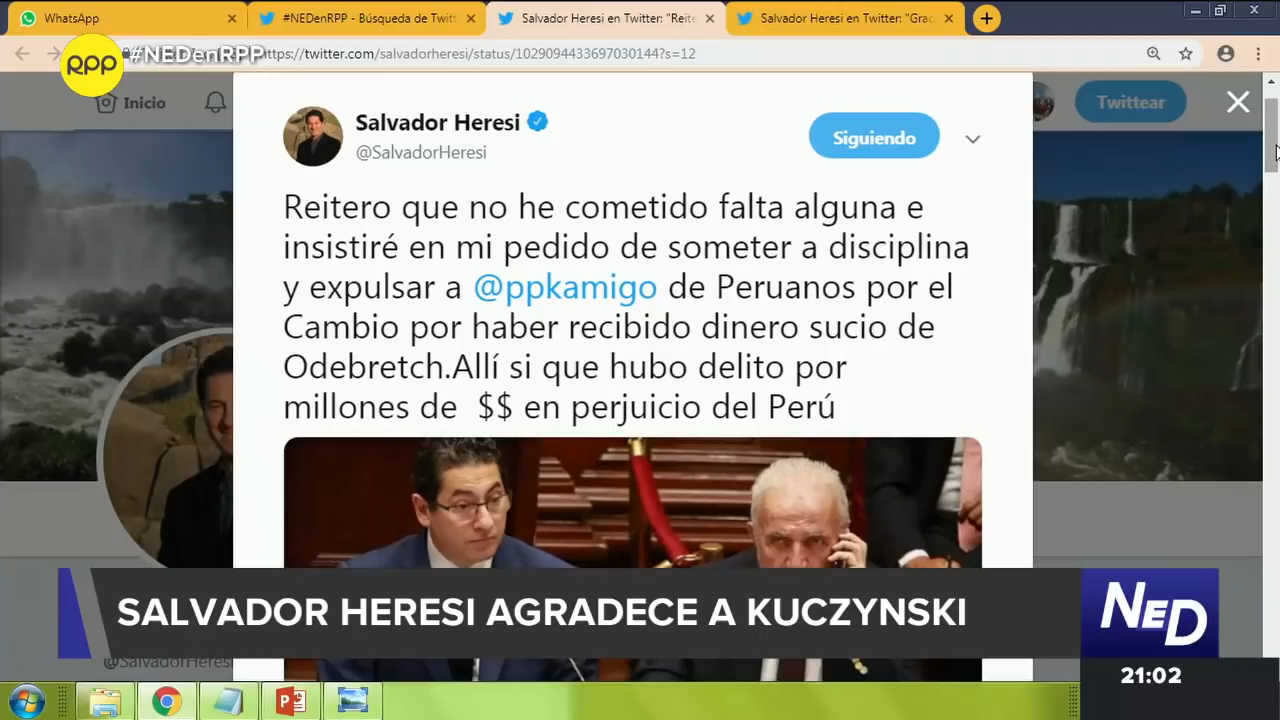 WhatsApp
#NEDenRPP - Búsqueda de Twitt
Salvador Heresi en Twitter: "Reite
Salvador Heresi en Twitter: "Grac
rpp
#NEDenRPP
https://twitter.com/salvadorheresi/status/1029094433697030144?s=12
Inicio
Twittear
Salvador Heresi
@SalvadorHeresi
Siguiendo
Reitero que no he cometido falta alguna e
insistiré en mi pedido de someter a disciplina
y expulsar a @ppkamigo de Peruanos por el
Cambio por haber recibido dinero sucio de
Odebretch.Allí si que hubo delito por
millones de $$ en perjuicio del Perú
SALVADOR HERESI AGRADECE A KUCZYNSKI
NED
@SalvadorHeresi
21:02